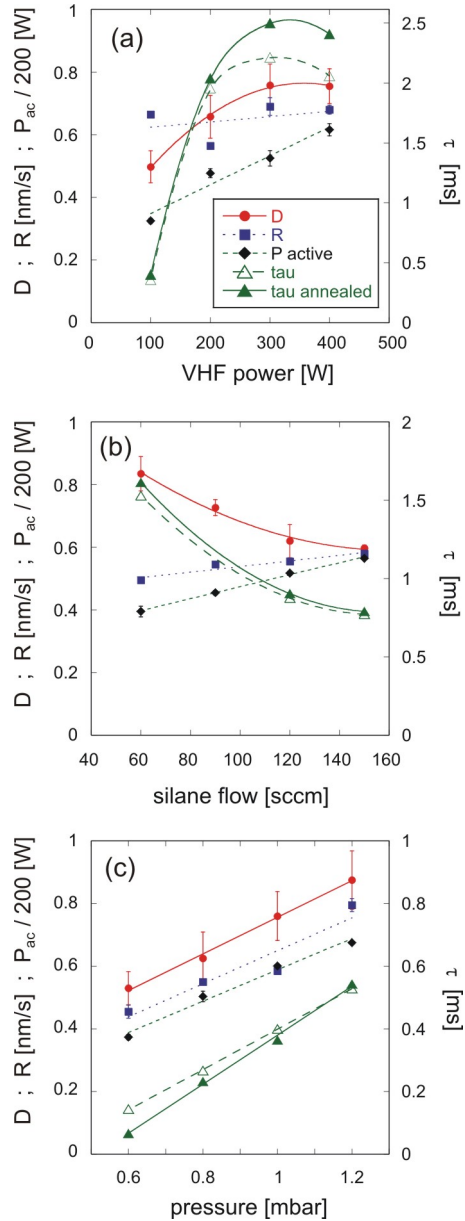 (a)
D ; R [nm/s] ; Pac / 200 [W]
1
0.8
0.6
0.4
0.2
0
2.5
2
1.5
1
0.5
0
τ [ms]
D
R
P active
tau
tau annealed
0 100 200 300 400 500
VHF power [W]
(b)
D ; R [nm/s] ; Pac / 200 [W]
1
0.8
0.6
0.4
0.2
0
2
1.5
1
0.5
0
τ [ms]
40 60 80 100 120 140 160
silane flow [sccm]
(c)
D ; R [nm/s] ; Pac / 200 [W]
1
0.8
0.6
0.4
0.2
0
1
0.8
0.6
0.4
0.2
0
τ [ms]
0.6 0.8 1 1.2
pressure [mbar]